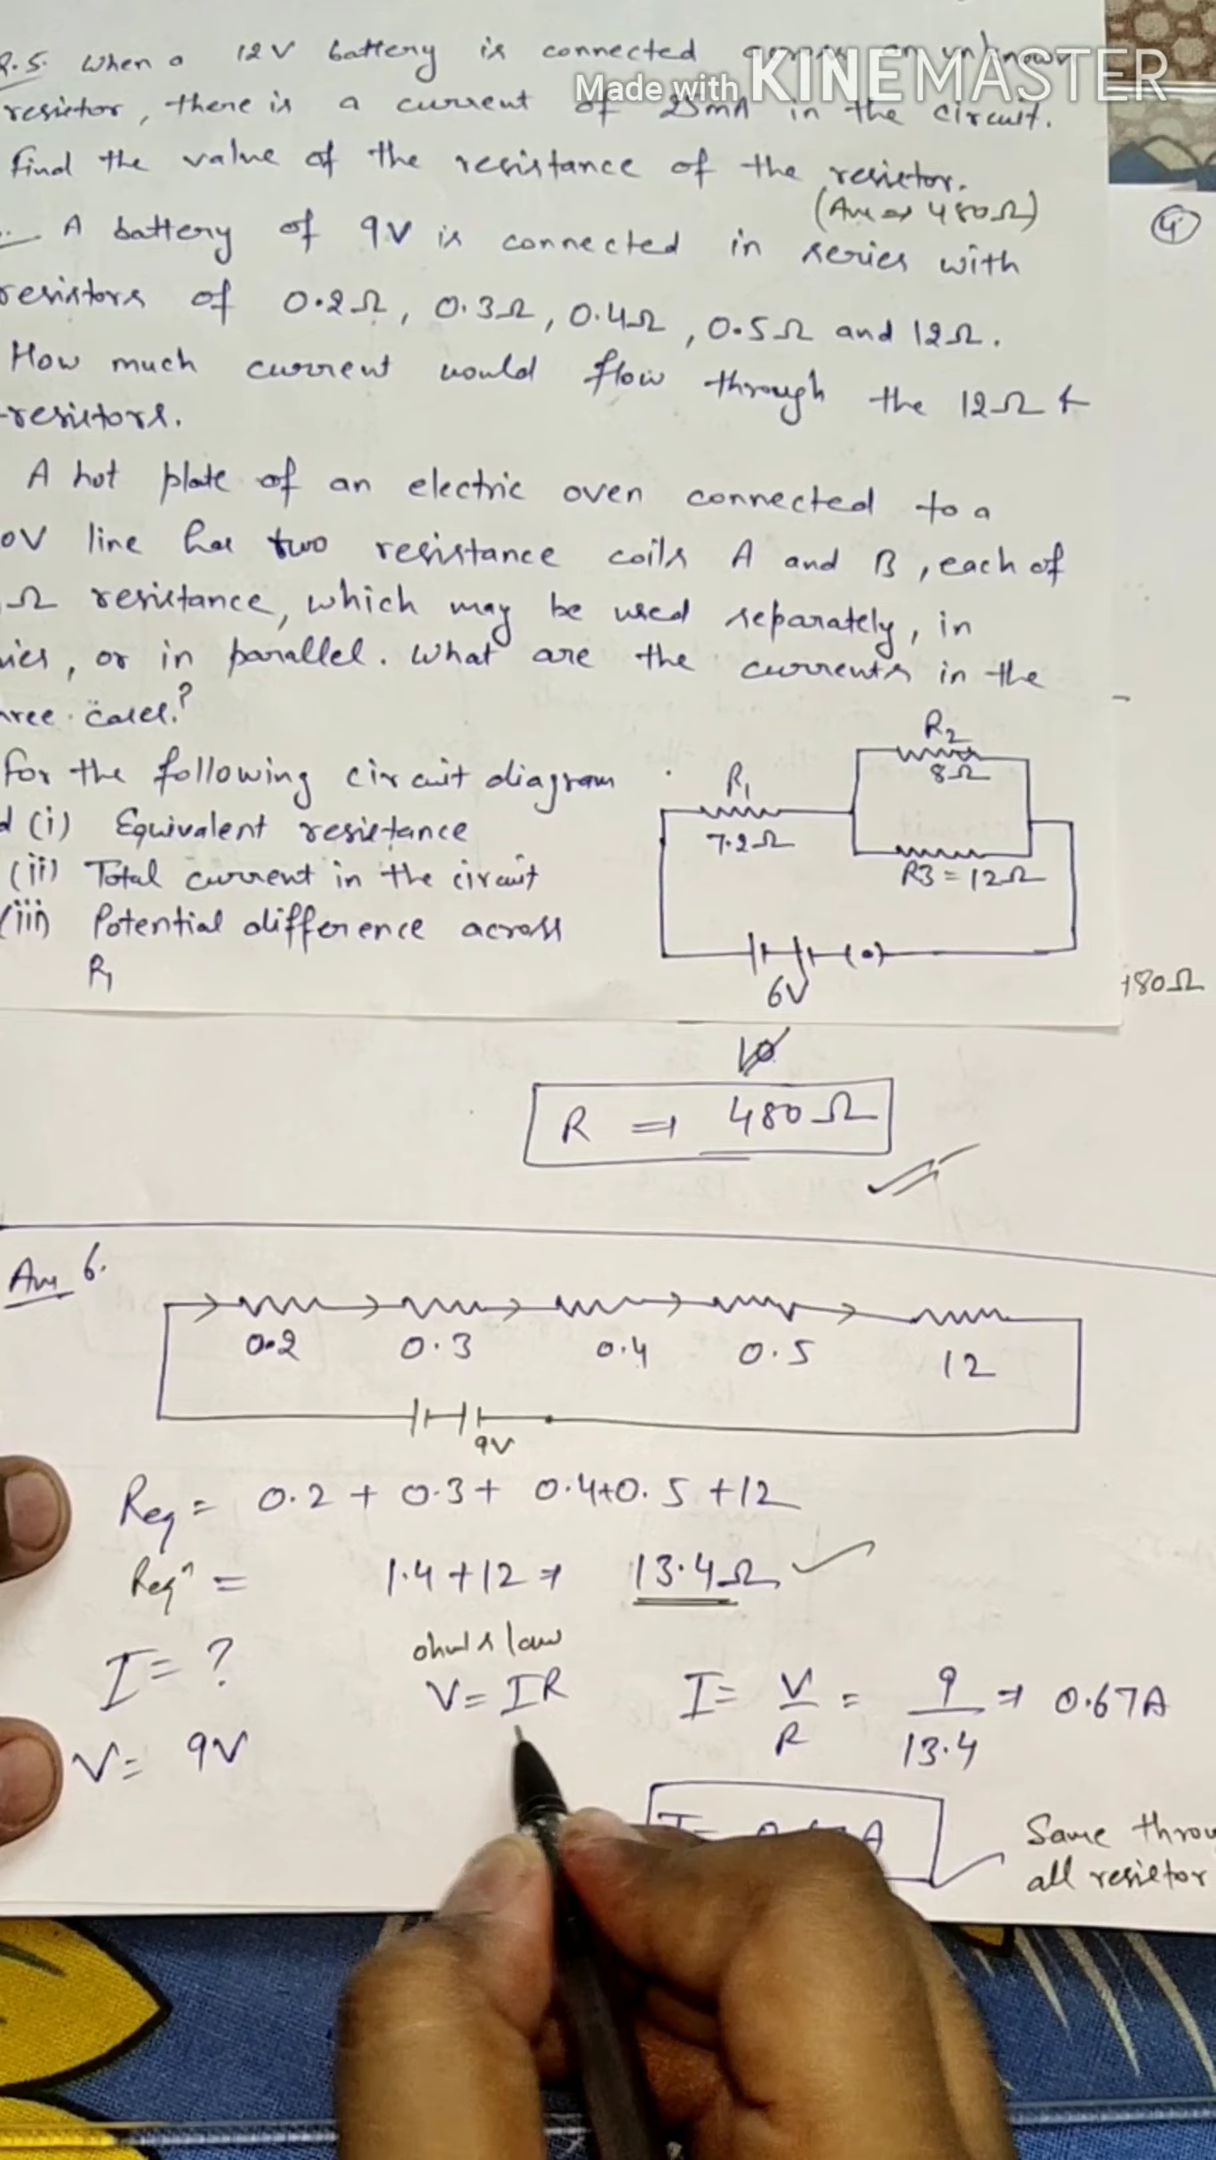 Made with KINEMASTER
Q.5. When a 12V battery is connected across an unknown
resistor, there is a current of 25mA in the circuit.
Find the value of the resistance of the resistor.
(Ans → 480Ω)
4
A battery of 9V is connected in series with
resistors of 0.2Ω, 0.3Ω, 0.4Ω, 0.5Ω and 12Ω.
How much current would flow through the 12Ω
resistors.
A hot plate of an electric oven connected to a
0V line has two resistance coils A and B, each of
Ω resistance, which may be used separately, in
ries, or in parallel. What are the currents in the
hree cases?
For the following circuit diagram
d (i) Equivalent resistance
(ii) Total current in the circuit
(iii) Potential difference across
R1
R2
8Ω
R1
7.2Ω
R3 = 12Ω
6V
480Ω
R ⇒ 480Ω
Ans 6.
0.2 0.3 0.4 0.5 12
9V
Req = 0.2 + 0.3 + 0.4+0.5 +12
Reqn = 1.4 + 12 ⇒ 13.4Ω
I = ?
ohm's law
V = IR
I = V/R = 9/13.4 ⇒ 0.67A
V = 9V
Same throu
all resistor